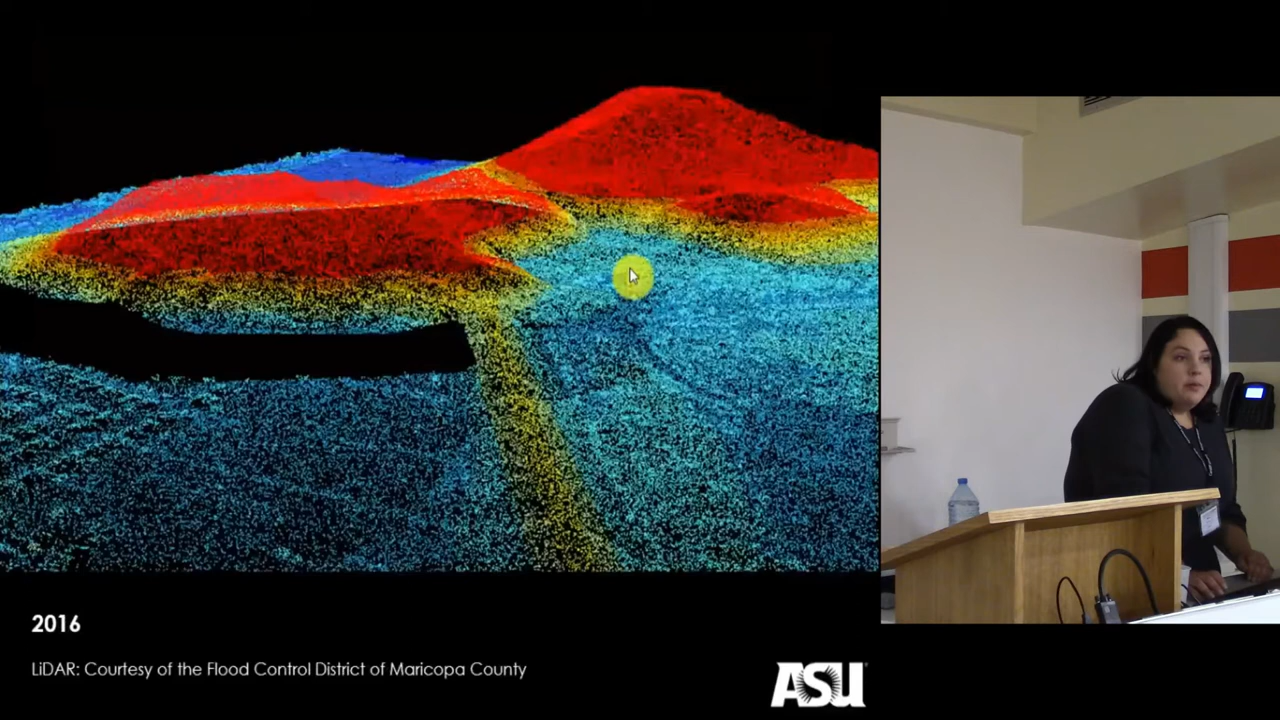 2016
LiDAR: Courtesy of the Flood Control District of Maricopa County
ASU